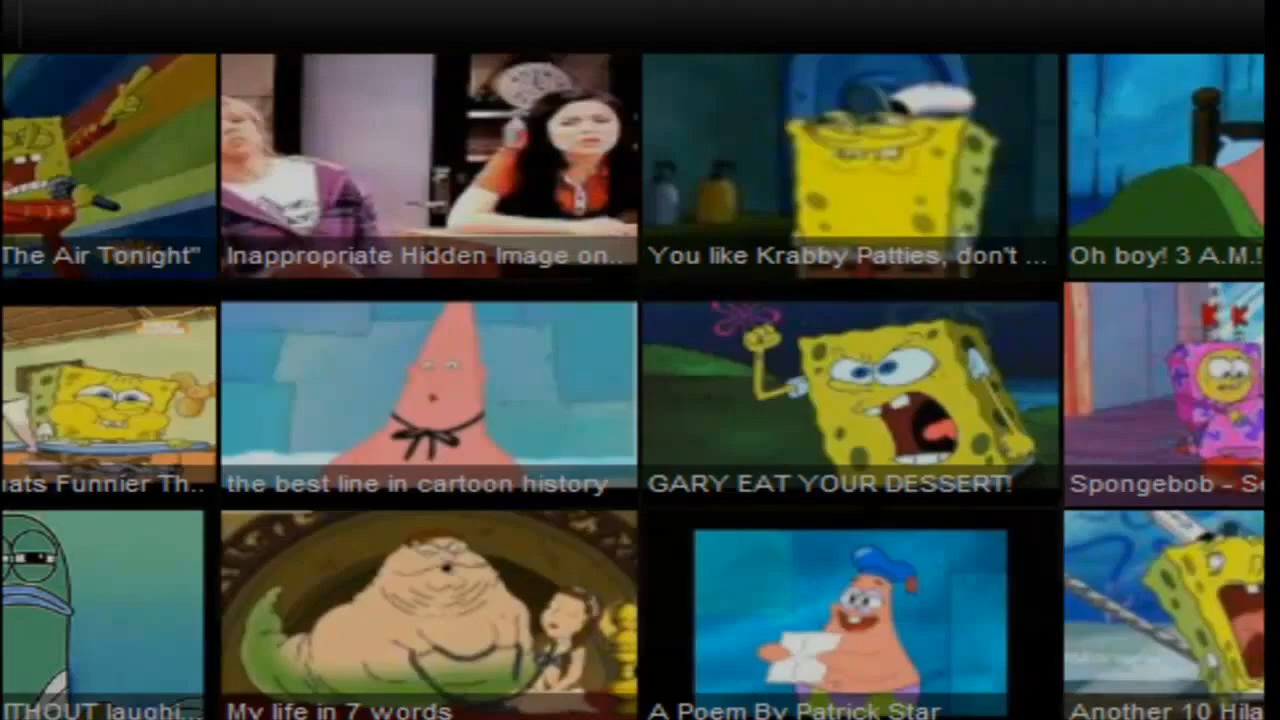 The Air Tonight"
Inappropriate Hidden Image on..
You like Krabby Patties, don't ...
Oh boy! 3 A.M.!
ats Funnier Th..
the best line in cartoon history
GARY EAT YOUR DESSERT!
Spongebob - S
THOUT laughi...
My life in 7 words
A Poem By Patrick Star
Another 10 Hila